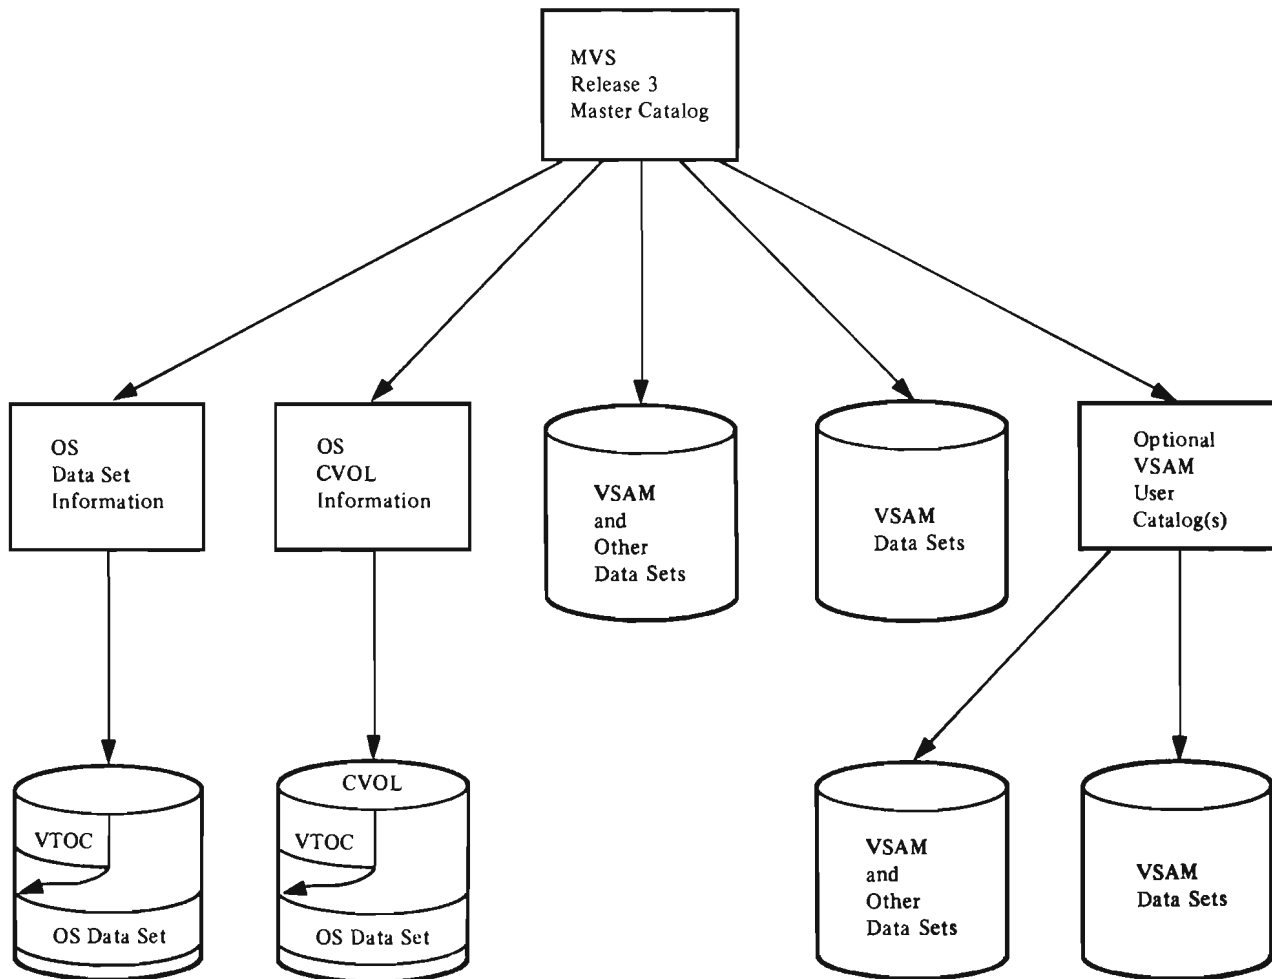 MVS
Release 3
Master Catalog
OS
Data Set
Information
OS
CVOL
Information
VSAM
and
Other
Data Sets
VSAM
Data Sets
Optional
VSAM
User
Catalog(s)
VTOC
OS Data Set
CVOL
VTOC
OS Data Set
VSAM
and
Other
Data Sets
VSAM
Data Sets